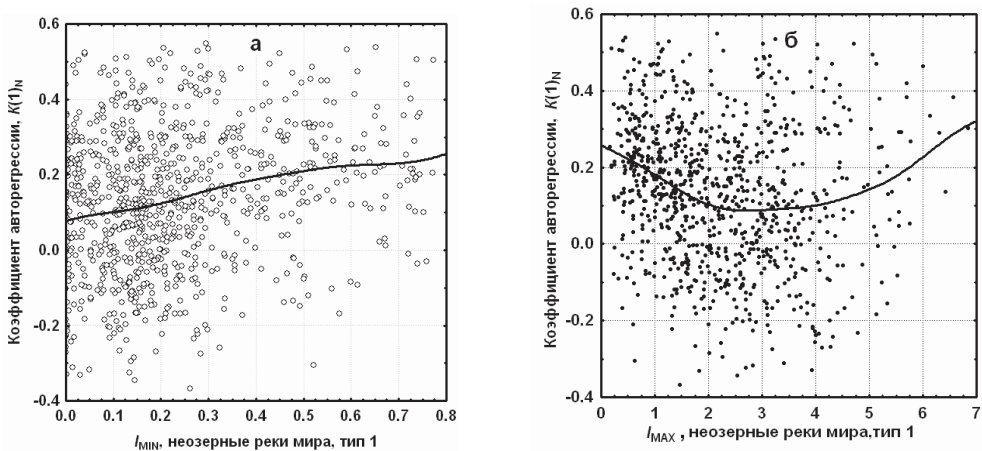 а
0.6
0.4
0.2
0.0
-0.2
-0.4
Коэффициент авторегрессии, K(1)N
0.0 0.1 0.2 0.3 0.4 0.5 0.6 0.7 0.8
IMIN, неозерные реки мира, тип 1
б
0.6
0.4
0.2
0.0
-0.2
-0.4
Коэффициент авторегрессии, K(1)N
0 1 2 3 4 5 6 7
IMAX , неозерные реки мира,тип 1